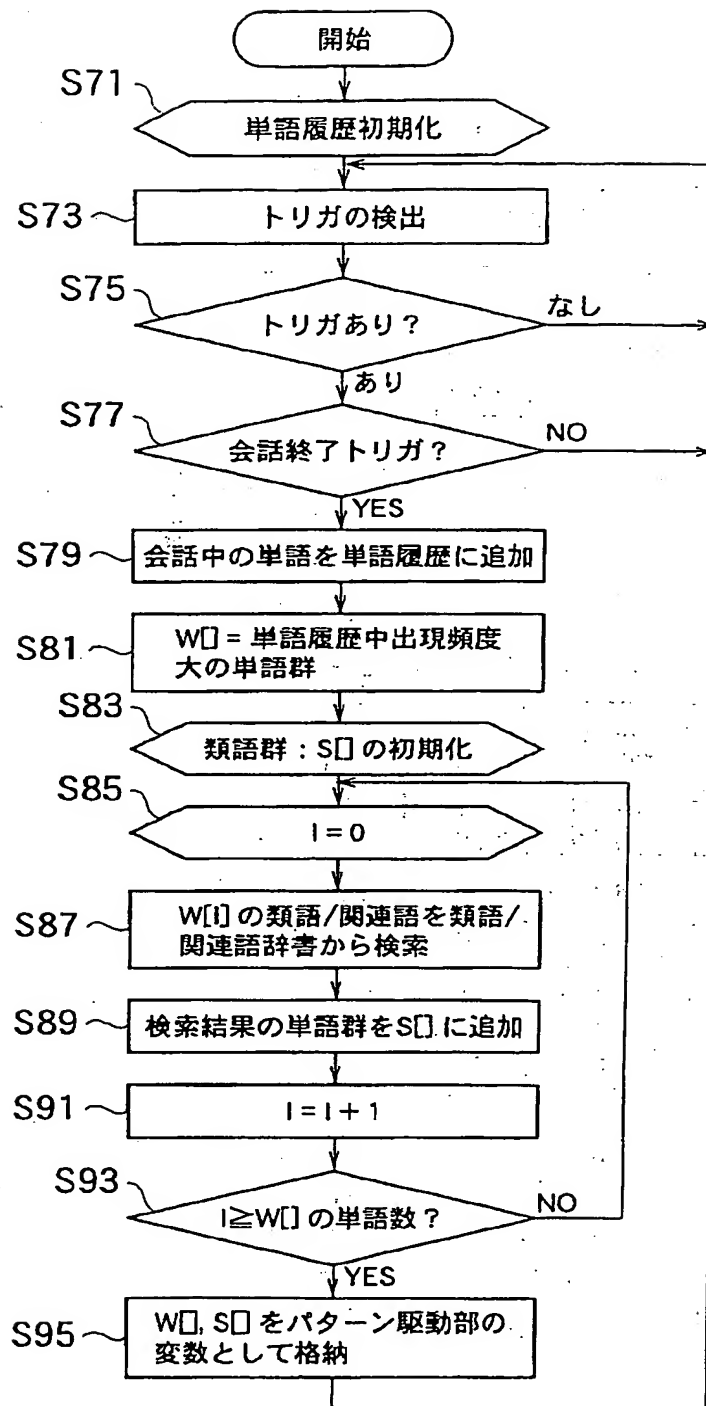 開始
S71
単語履歴初期化
S73
トリガの検出
S75
トリガあり?
なし
あり
S77
会話終了トリガ?
NO
YES
S79
会話中の単語を単語履歴に追加
S81
W[] = 単語履歴中出現頻度
大の単語群
S83
類語群 : S[] の初期化
S85
I = 0
S87
W[I] の類語/関連語を類語/
関連語辞書から検索
S89
検索結果の単語群をS[] に追加
S91
I = I + 1
S93
I≧W[] の単語数?
NO
YES
S95
W[], S[] をパターン駆動部の
変数として格納